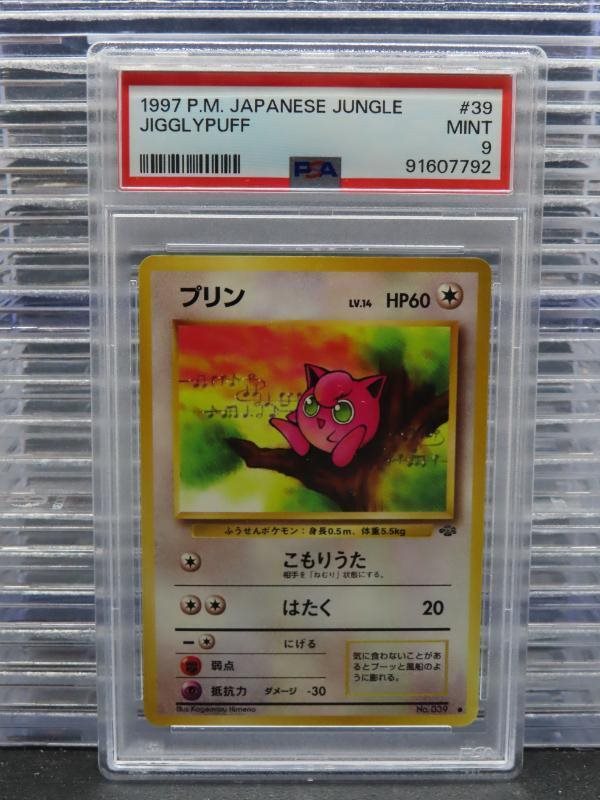 1997 P.M. JAPANESE JUNGLE #39
JIGGLYPUFF MINT
9
PSA 91607792
プリン LV.14 HP60
ふうせんポケモン：身長0.5m、体重5.5kg
こもりうた
相手を「ねむり」状態にする。
はたく 20
にげる
弱点
抵抗力 ダメージ -30
気に食わないことがあ
るとプーッと風船のよ
うに膨れる。
Illus. Kagemaru Himeno No.039
PSA